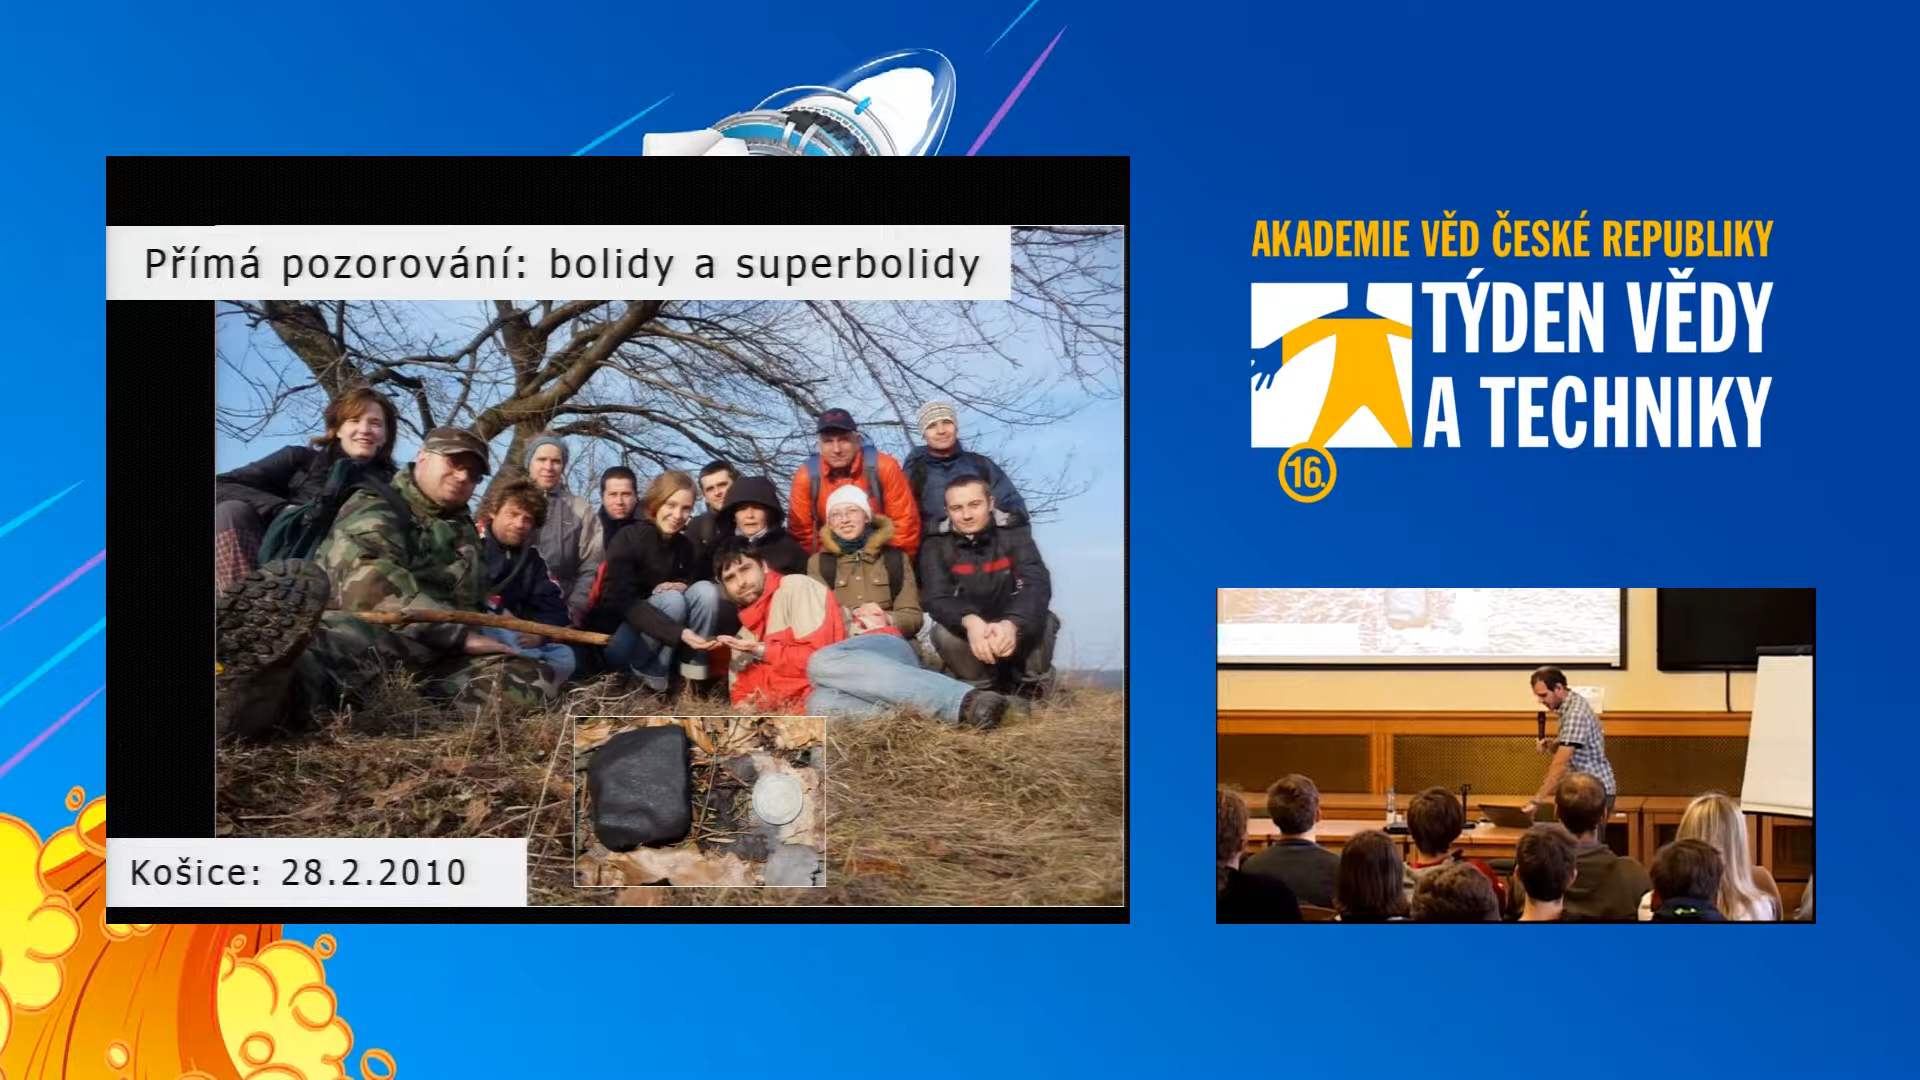 Přímá pozorování: bolidy a superbolidy
Košice: 28.2.2010
AKADEMIE VĚD ČESKÉ REPUBLIKY
TÝDEN VĚDY
A TECHNIKY
16.